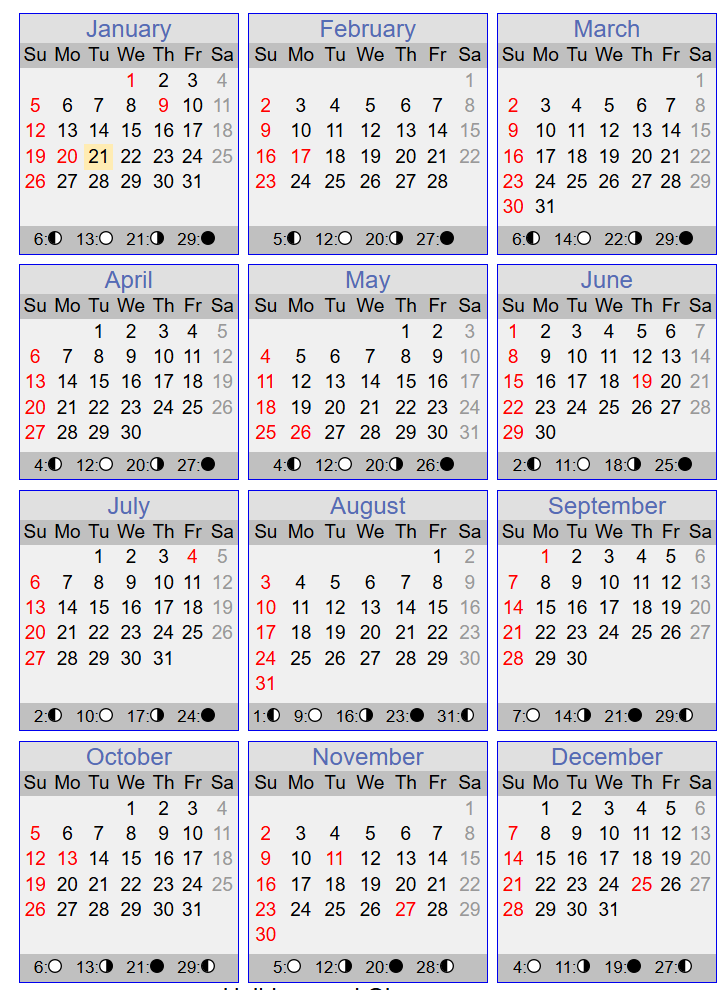 January
Su Mo Tu We Th Fr Sa
1 2 3 4
5 6 7 8 9 10 11
12 13 14 15 16 17 18
19 20 21 22 23 24 25
26 27 28 29 30 31
6:◐ 13:○ 21:◑ 29:●
February
Su Mo Tu We Th Fr Sa
1
2 3 4 5 6 7 8
9 10 11 12 13 14 15
16 17 18 19 20 21 22
23 24 25 26 27 28
5:◐ 12:○ 20:◑ 27:●
March
Su Mo Tu We Th Fr Sa
1
2 3 4 5 6 7 8
9 10 11 12 13 14 15
16 17 18 19 20 21 22
23 24 25 26 27 28 29
30 31
6:◐ 14:○ 22:◑ 29:●
April
Su Mo Tu We Th Fr Sa
1 2 3 4 5
6 7 8 9 10 11 12
13 14 15 16 17 18 19
20 21 22 23 24 25 26
27 28 29 30
4:◐ 12:○ 20:◑ 27:●
May
Su Mo Tu We Th Fr Sa
1 2 3
4 5 6 7 8 9 10
11 12 13 14 15 16 17
18 19 20 21 22 23 24
25 26 27 28 29 30 31
4:◐ 12:○ 20:◑ 26:●
June
Su Mo Tu We Th Fr Sa
1 2 3 4 5 6 7
8 9 10 11 12 13 14
15 16 17 18 19 20 21
22 23 24 25 26 27 28
29 30
2:◐ 11:○ 18:◑ 25:●
July
Su Mo Tu We Th Fr Sa
1 2 3 4 5
6 7 8 9 10 11 12
13 14 15 16 17 18 19
20 21 22 23 24 25 26
27 28 29 30 31
2:◐ 10:○ 17:◑ 24:●
August
Su Mo Tu We Th Fr Sa
1 2
3 4 5 6 7 8 9
10 11 12 13 14 15 16
17 18 19 20 21 22 23
24 25 26 27 28 29 30
31
1:◐ 9:○ 16:◑ 23:● 31:◐
September
Su Mo Tu We Th Fr Sa
1 2 3 4 5 6
7 8 9 10 11 12 13
14 15 16 17 18 19 20
21 22 23 24 25 26 27
28 29 30
7:○ 14:◑ 21:● 29:◐
October
Su Mo Tu We Th Fr Sa
1 2 3 4
5 6 7 8 9 10 11
12 13 14 15 16 17 18
19 20 21 22 23 24 25
26 27 28 29 30 31
6:○ 13:◑ 21:● 29:◐
November
Su Mo Tu We Th Fr Sa
1
2 3 4 5 6 7 8
9 10 11 12 13 14 15
16 17 18 19 20 21 22
23 24 25 26 27 28 29
30
5:○ 12:◑ 20:● 28:◐
December
Su Mo Tu We Th Fr Sa
1 2 3 4 5 6
7 8 9 10 11 12 13
14 15 16 17 18 19 20
21 22 23 24 25 26 27
28 29 30 31
4:○ 11:◑ 19:● 27:◐